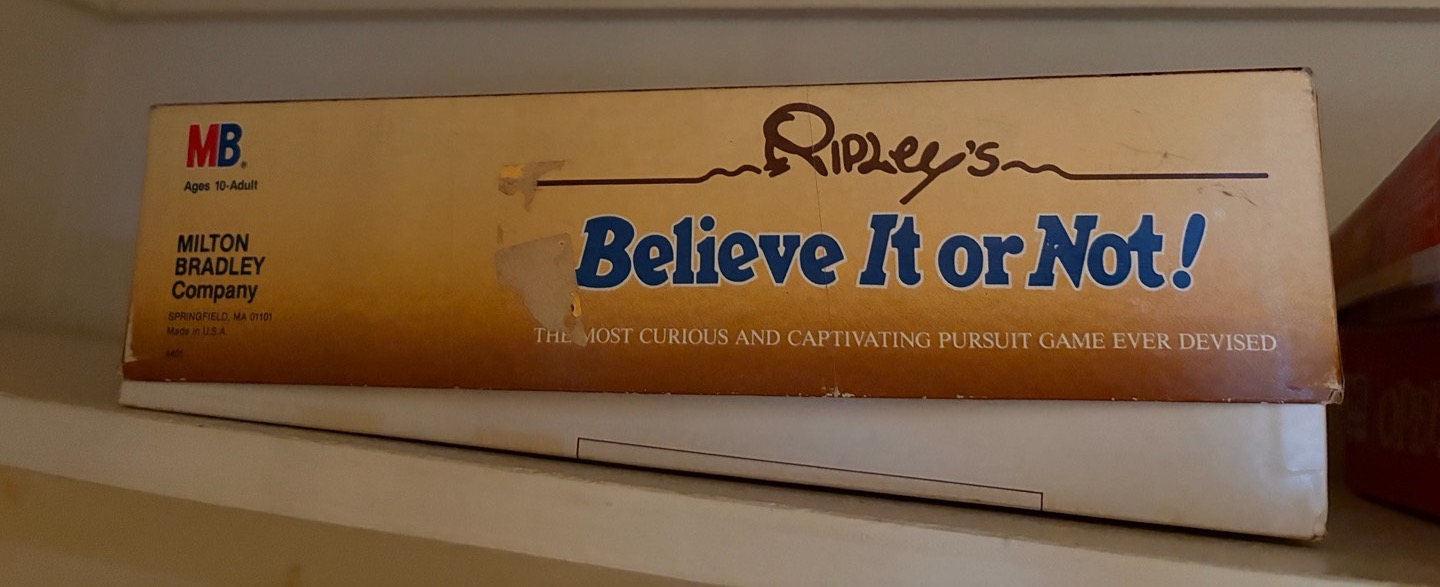 MB
Ages 10-Adult
MILTON
BRADLEY
Company
SPRINGFIELD, MA 01101
Made in U.S.A.
Ripley's
Believe It or Not!
THE MOST CURIOUS AND CAPTIVATING PURSUIT GAME EVER DEVISED